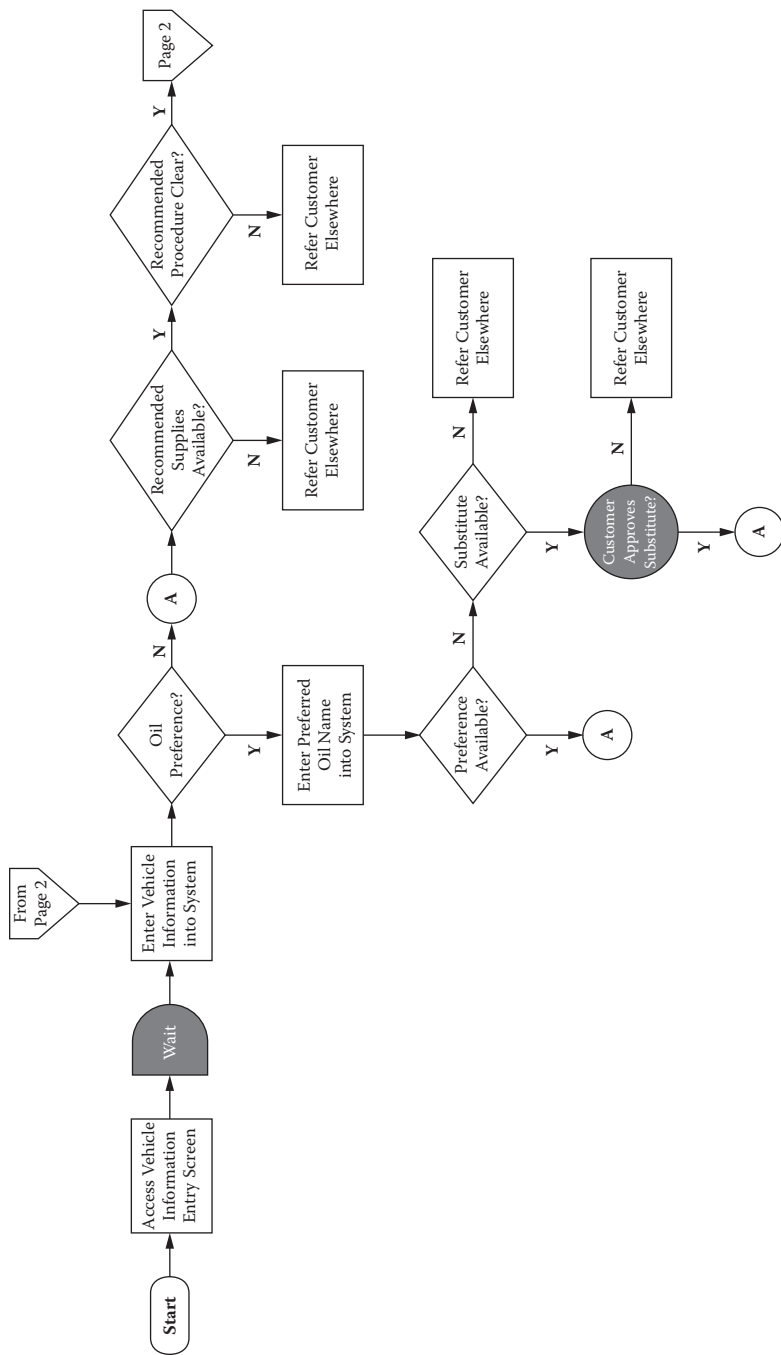 Start
Access Vehicle
Information
Entry Screen
Wait
From
Page 2
Enter Vehicle
Information
into System
Oil
Preference?
N
Y
A
Recommended
Supplies
Available?
Y
N
Refer Customer
Elsewhere
Recommended
Procedure Clear?
Y
N
Refer Customer
Elsewhere
Page 2
Enter Preferred
Oil Name
into System
Preference
Available?
N
Y
A
Substitute
Available?
N
Y
Refer Customer
Elsewhere
Customer
Approves
Substitute?
N
Y
Refer Customer
Elsewhere
A